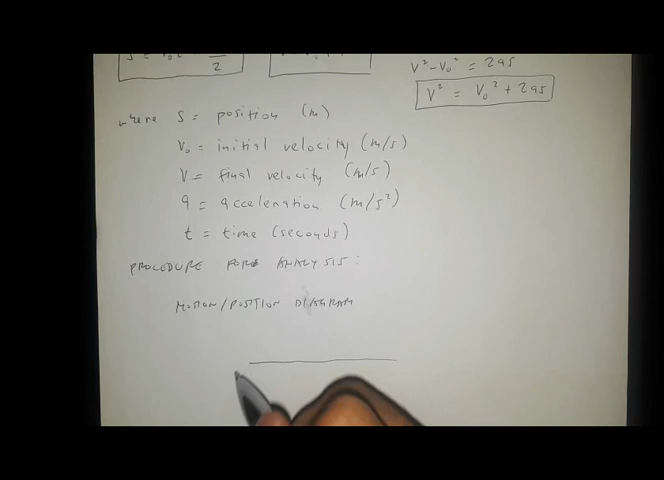 2
V² - V₀² = 2as
V² = V₀² + 2as
where S = position (m)
V₀ = initial velocity (m/s)
V = final velocity (m/s)
a = acceleration (m/s²)
t = time (seconds)
PROCEDURE FOR ANALYSIS:
MOTION/POSITION DIAGRAM